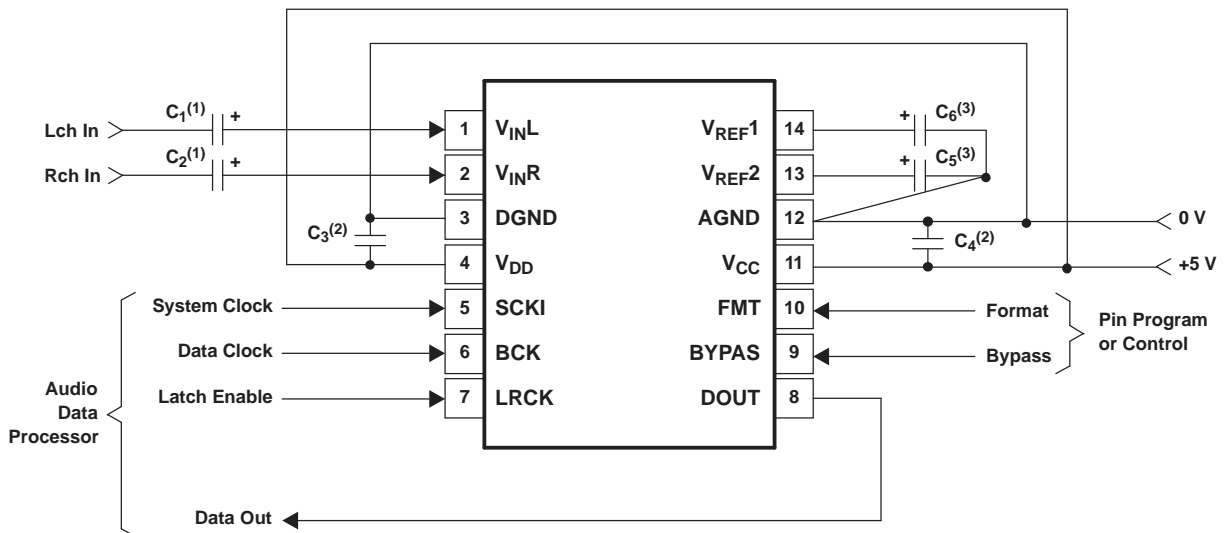 Lch In
C1(1)
+
Rch In
C2(1)
+
C3(2)
1 VINL
2 VINR
3 DGND
4 VDD
5 SCKI
6 BCK
7 LRCK
VREF1 14
VREF2 13
AGND 12
VCC 11
FMT 10
BYPAS 9
DOUT 8
+ C6(3)
+ C5(3)
C4(2)
0 V
+5 V
System Clock
Data Clock
Latch Enable
Audio
Data
Processor
Data Out
Format
Bypass
Pin Program
or Control